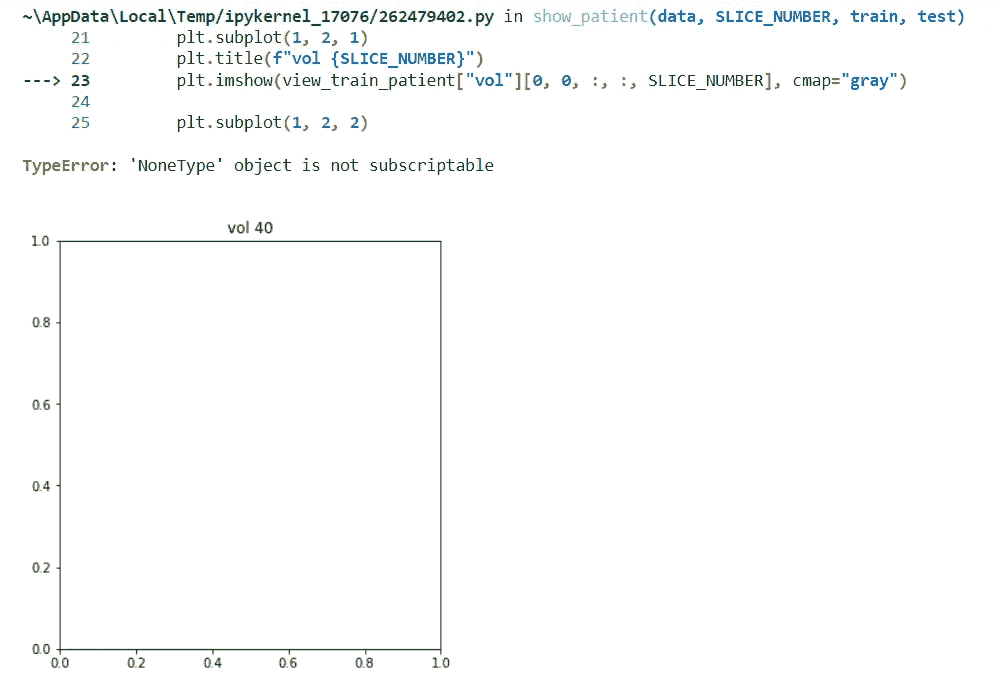 ~\AppData\Local\Temp/ipykernel_17076/262479402.py in show_patient(data, SLICE_NUMBER, train, test)
21 plt.subplot(1, 2, 1)
22 plt.title(f"vol {SLICE_NUMBER}")
---> 23 plt.imshow(view_train_patient["vol"][0, 0, :, :, SLICE_NUMBER], cmap="gray")
24
25 plt.subplot(1, 2, 2)
TypeError: 'NoneType' object is not subscriptable
vol 40
1.0
0.8
0.6
0.4
0.2
0.0
0.0 0.2 0.4 0.6 0.8 1.0